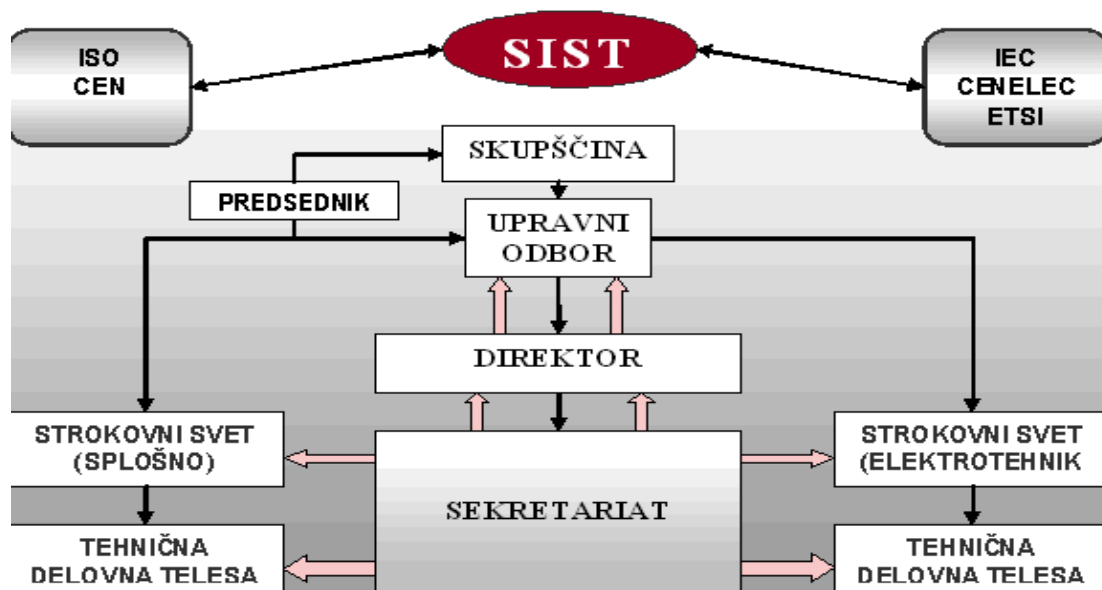 ISO
CEN
SIST
IEC
CENELEC
ETSI
SKUPŠČINA
PREDSEDNIK
UPRAVNI
ODBOR
DIREKTOR
STROKOVNI SVET
(SPLOŠNO)
SEKRETARIAT
STROKOVNI SVET
(ELEKTROTEHNIK
TEHNIČNA
DELOVNA TELESA
TEHNIČNA
DELOVNA TELESA